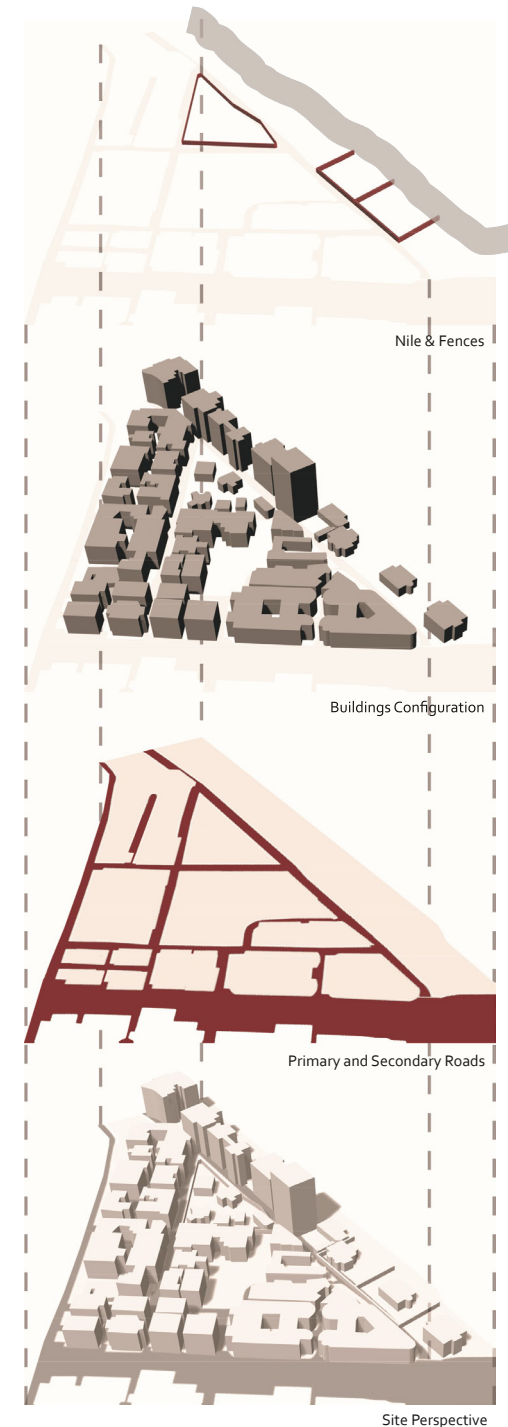 Nile & Fences
Buildings Configuration
Primary and Secondary Roads
Site Perspective